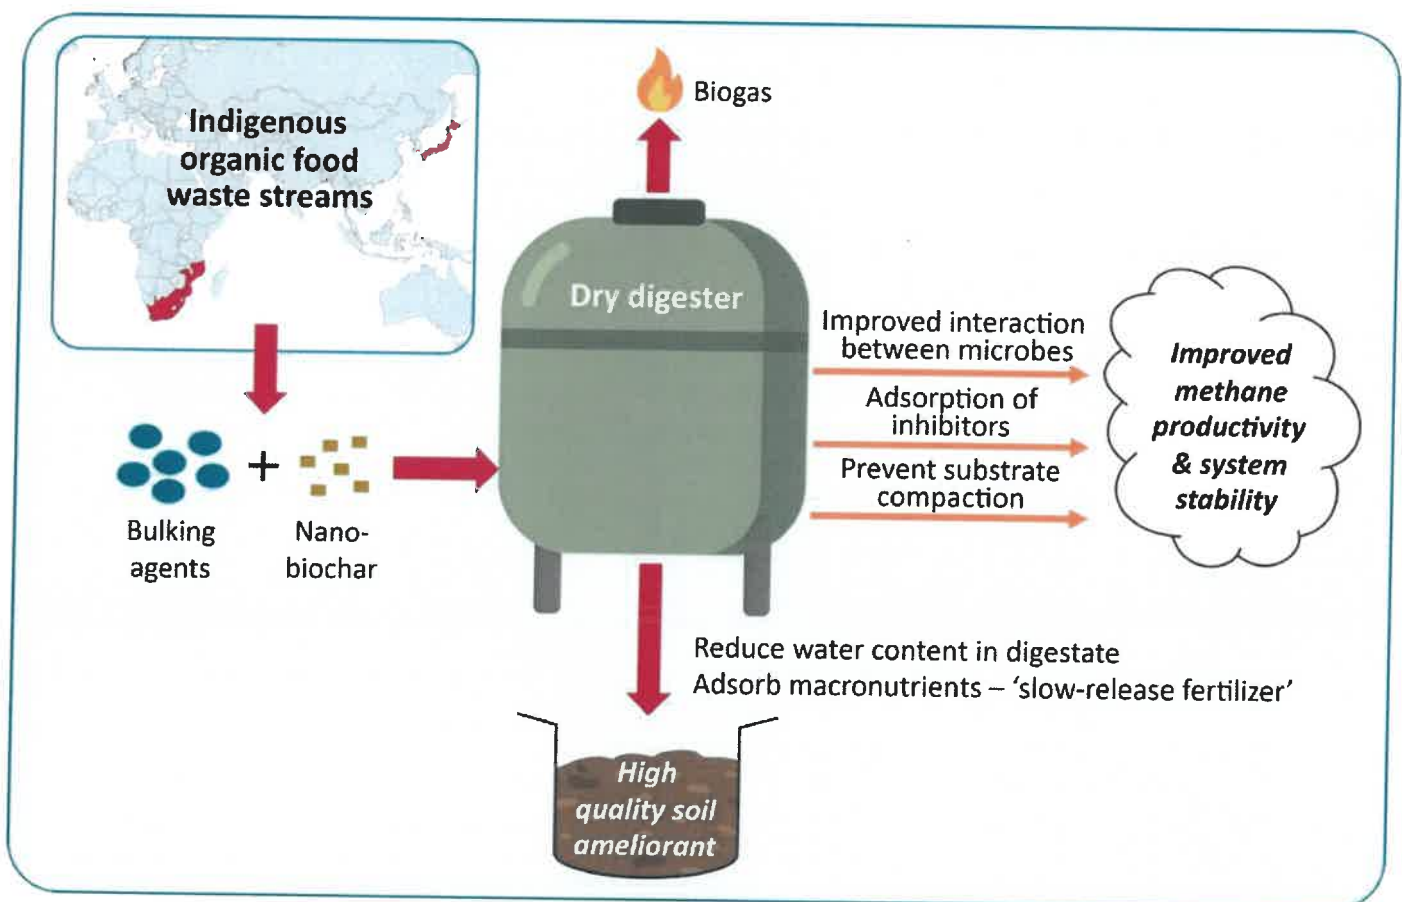 Indigenous
organic food
waste streams
Biogas
Dry digester
Improved interaction
between microbes
Adsorption of
inhibitors
Prevent substrate
compaction
Improved
methane
productivity
& system
stability
+
Bulking
agents
Nano-
biochar
Reduce water content in digestate
Adsorb macronutrients – ‘slow-release fertilizer’
High
quality soil
ameliorant